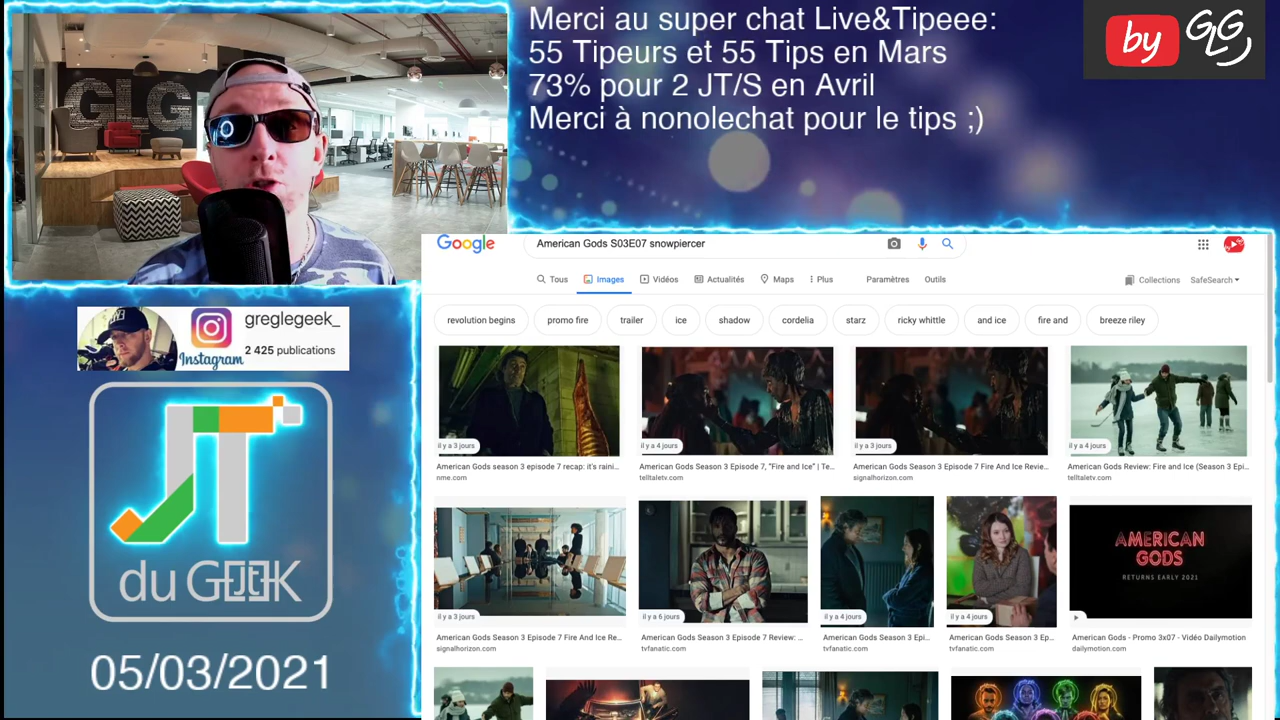 GLG
Merci au super chat Live&Tipeee:
55 Tipeurs et 55 Tips en Mars
73% pour 2 JT/S en Avril
Merci à nonolechat pour le tips ;)
by GLG
greglegeek_
2 425 publications
Instagram
JT
du GEEK
05/03/2021
Google
American Gods S03E07 snowpiercer
Tous
Images
Vidéos
Actualités
Maps
Plus
Paramètres
Outils
Collections
SafeSearch
revolution begins
promo fire
trailer
ice
shadow
cordelia
starz
ricky whittle
and ice
fire and
breeze riley
il y a 3 jours
il y a 4 jours
il y a 3 jours
il y a 4 jours
American Gods season 3 episode 7 recap: it's raini...
American Gods Season 3 Episode 7, "Fire and Ice" | Te...
American Gods Season 3 Episode 7 Fire And Ice Revie...
American Gods Review: Fire and Ice (Season 3 Epi...
nme.com
telltaletv.com
signalhorizon.com
telltaletv.com
AMERICAN
GODS
RETURNS EARLY 2021
il y a 3 jours
il y a 6 jours
il y a 4 jours
il y a 4 jours
American Gods Season 3 Episode 7 Fire And Ice Re...
American Gods Season 3 Episode 7 Review: ...
American Gods Season 3 Epi...
American Gods Season 3 Ep...
American Gods - Promo 3x07 - Vidéo Dailymotion
signalhorizon.com
tvfanatic.com
tvfanatic.com
tvfanatic.com
dailymotion.com